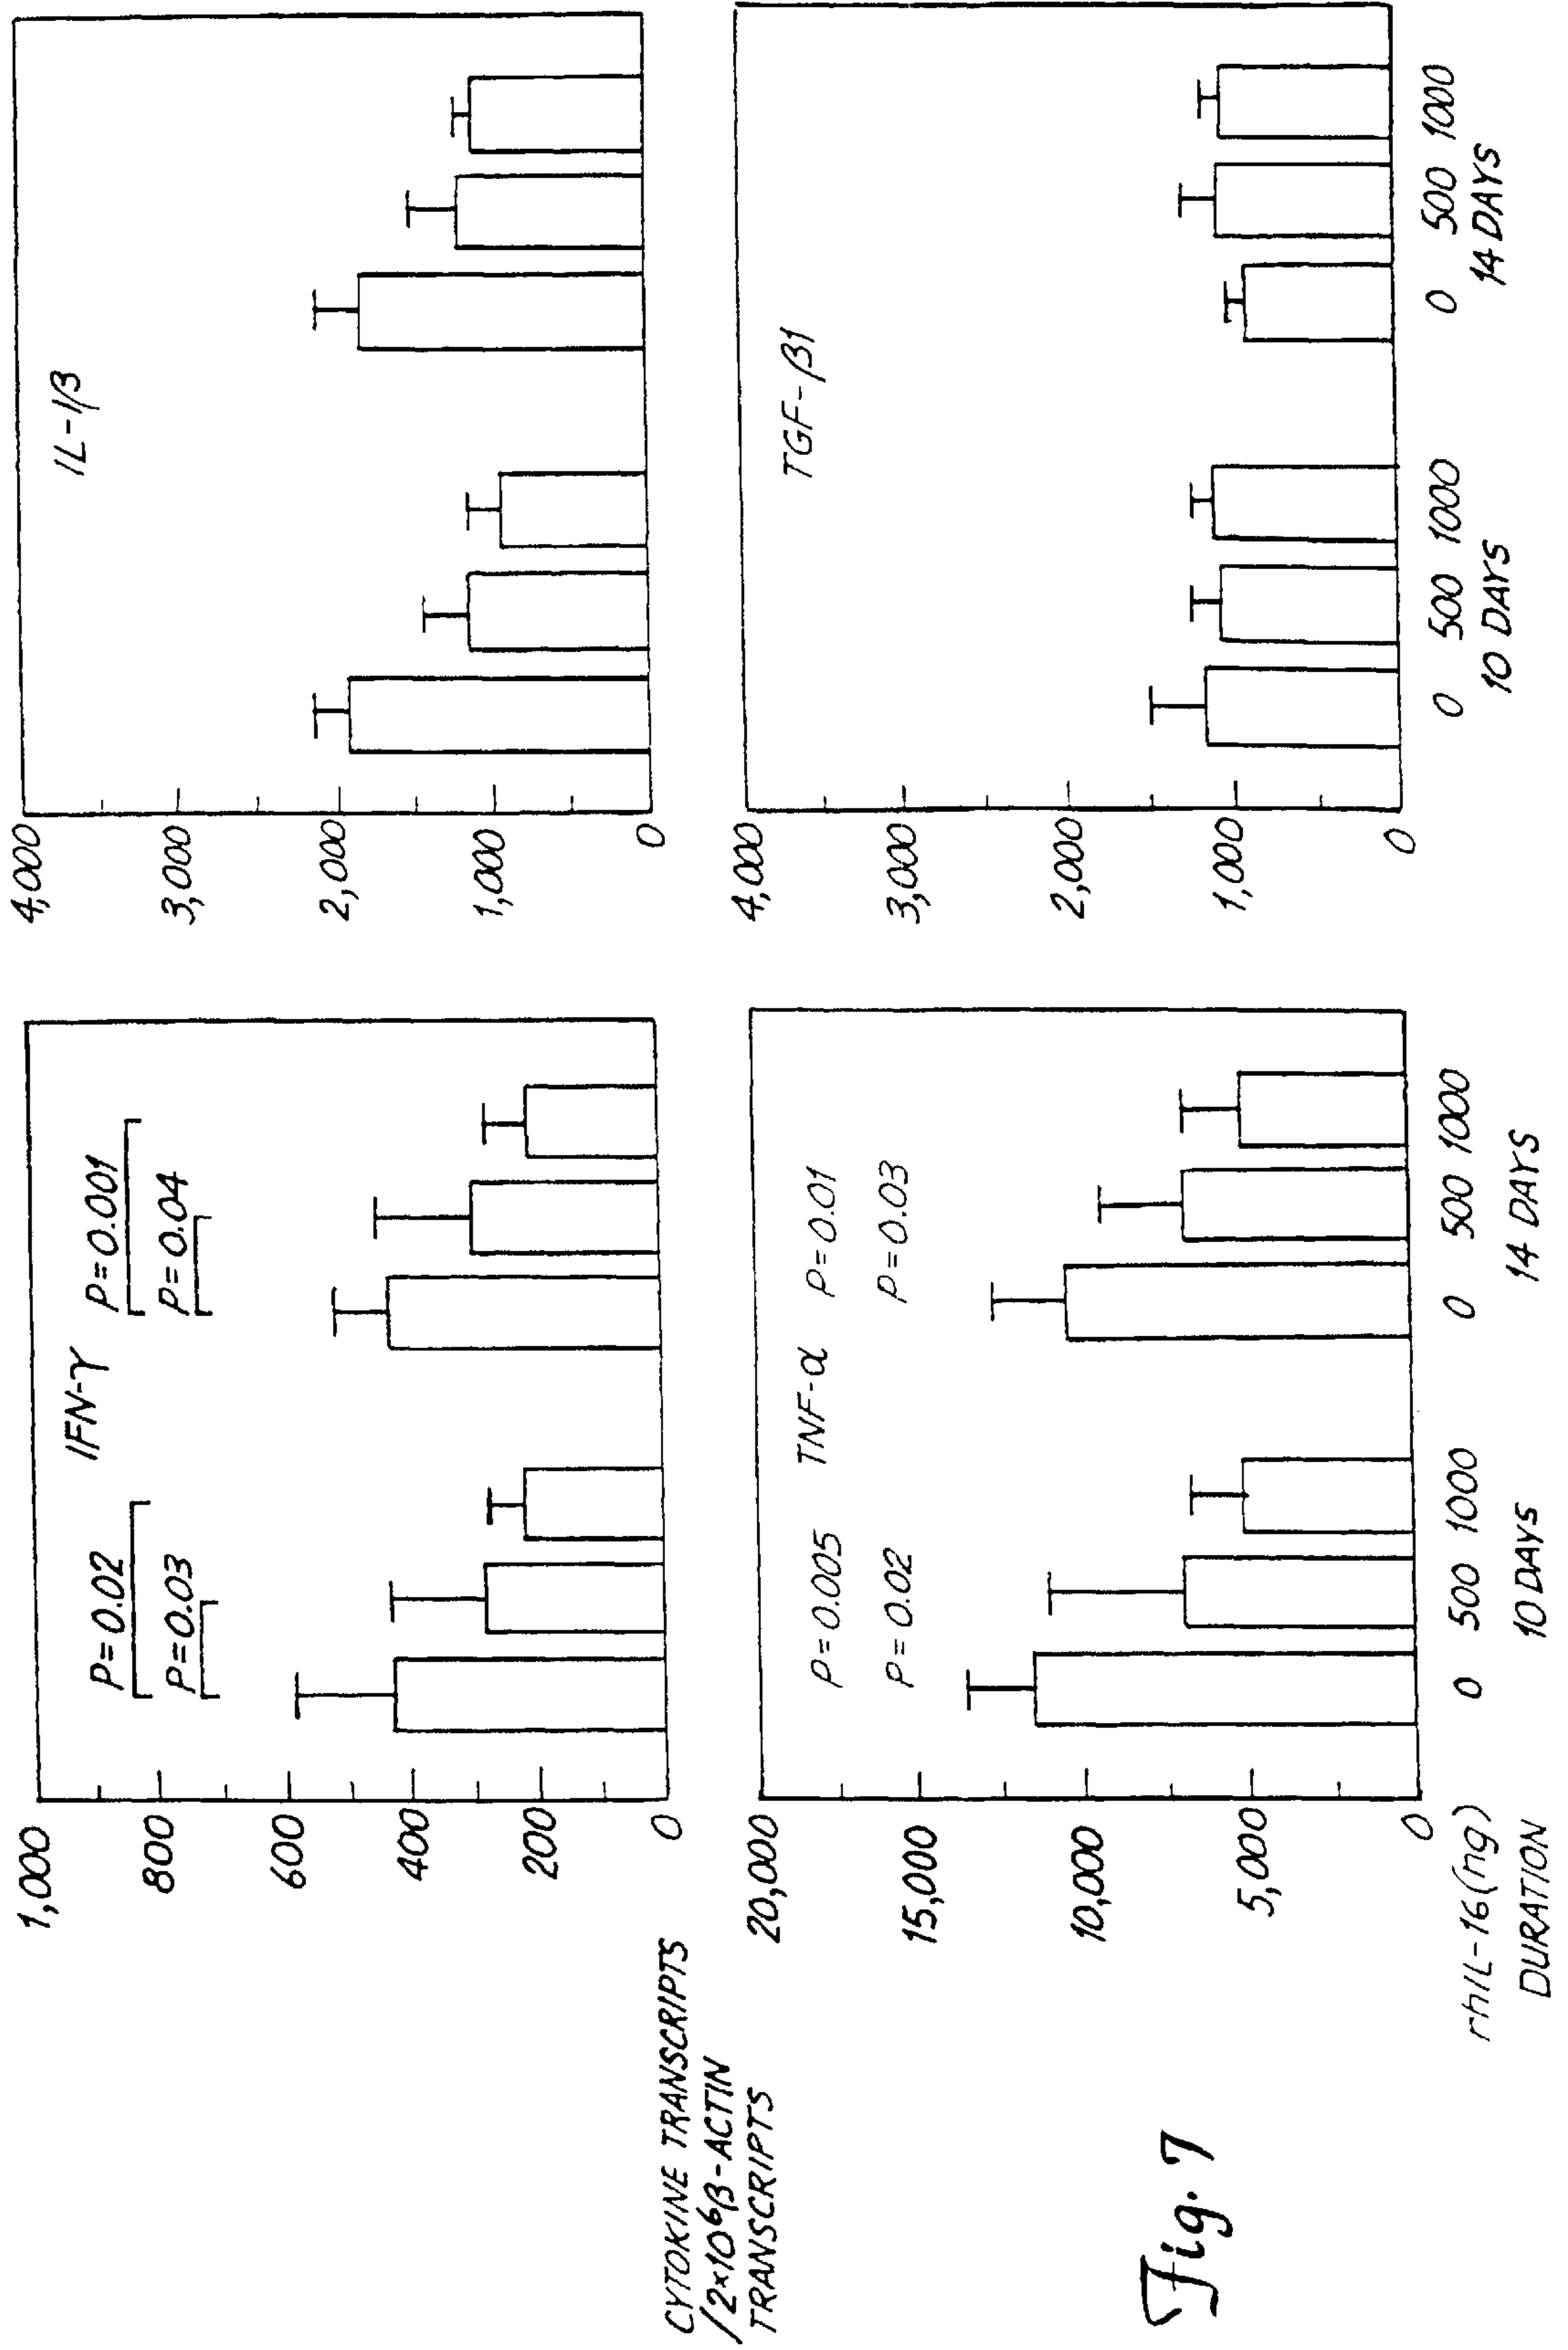 CYTOKINE TRANSCRIPTS
/2×10⁶β-ACTIN
TRANSCRIPTS
1,000
800
600
400
200
0
P=0.02
P=0.03
IFN-γ
P=0.001
P=0.04
4,000
3,000
2,000
1,000
0
IL-1β
20,000
15,000
10,000
5,000
0
P=0.005 TNF-α P=0.01
P=0.02 P=0.03
4,000
3,000
2,000
1,000
0
TGF-β1
rhIL-16(ng) 0 500 1000 0 500 1000 0 500 1000 0 500 1000
DURATION 10 DAYS 14 DAYS 10 DAYS 14 DAYS
Fig. 7